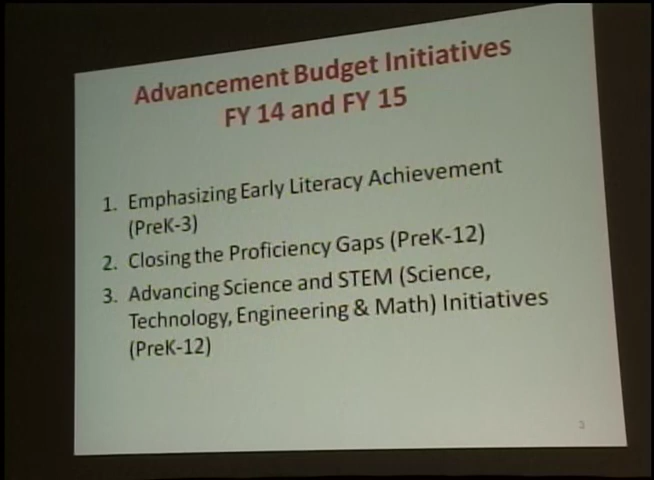 Advancement Budget Initiatives
FY 14 and FY 15
1. Emphasizing Early Literacy Achievement
(PreK-3)
2. Closing the Proficiency Gaps (PreK-12)
3. Advancing Science and STEM (Science,
Technology, Engineering & Math) Initiatives
(PreK-12)
3